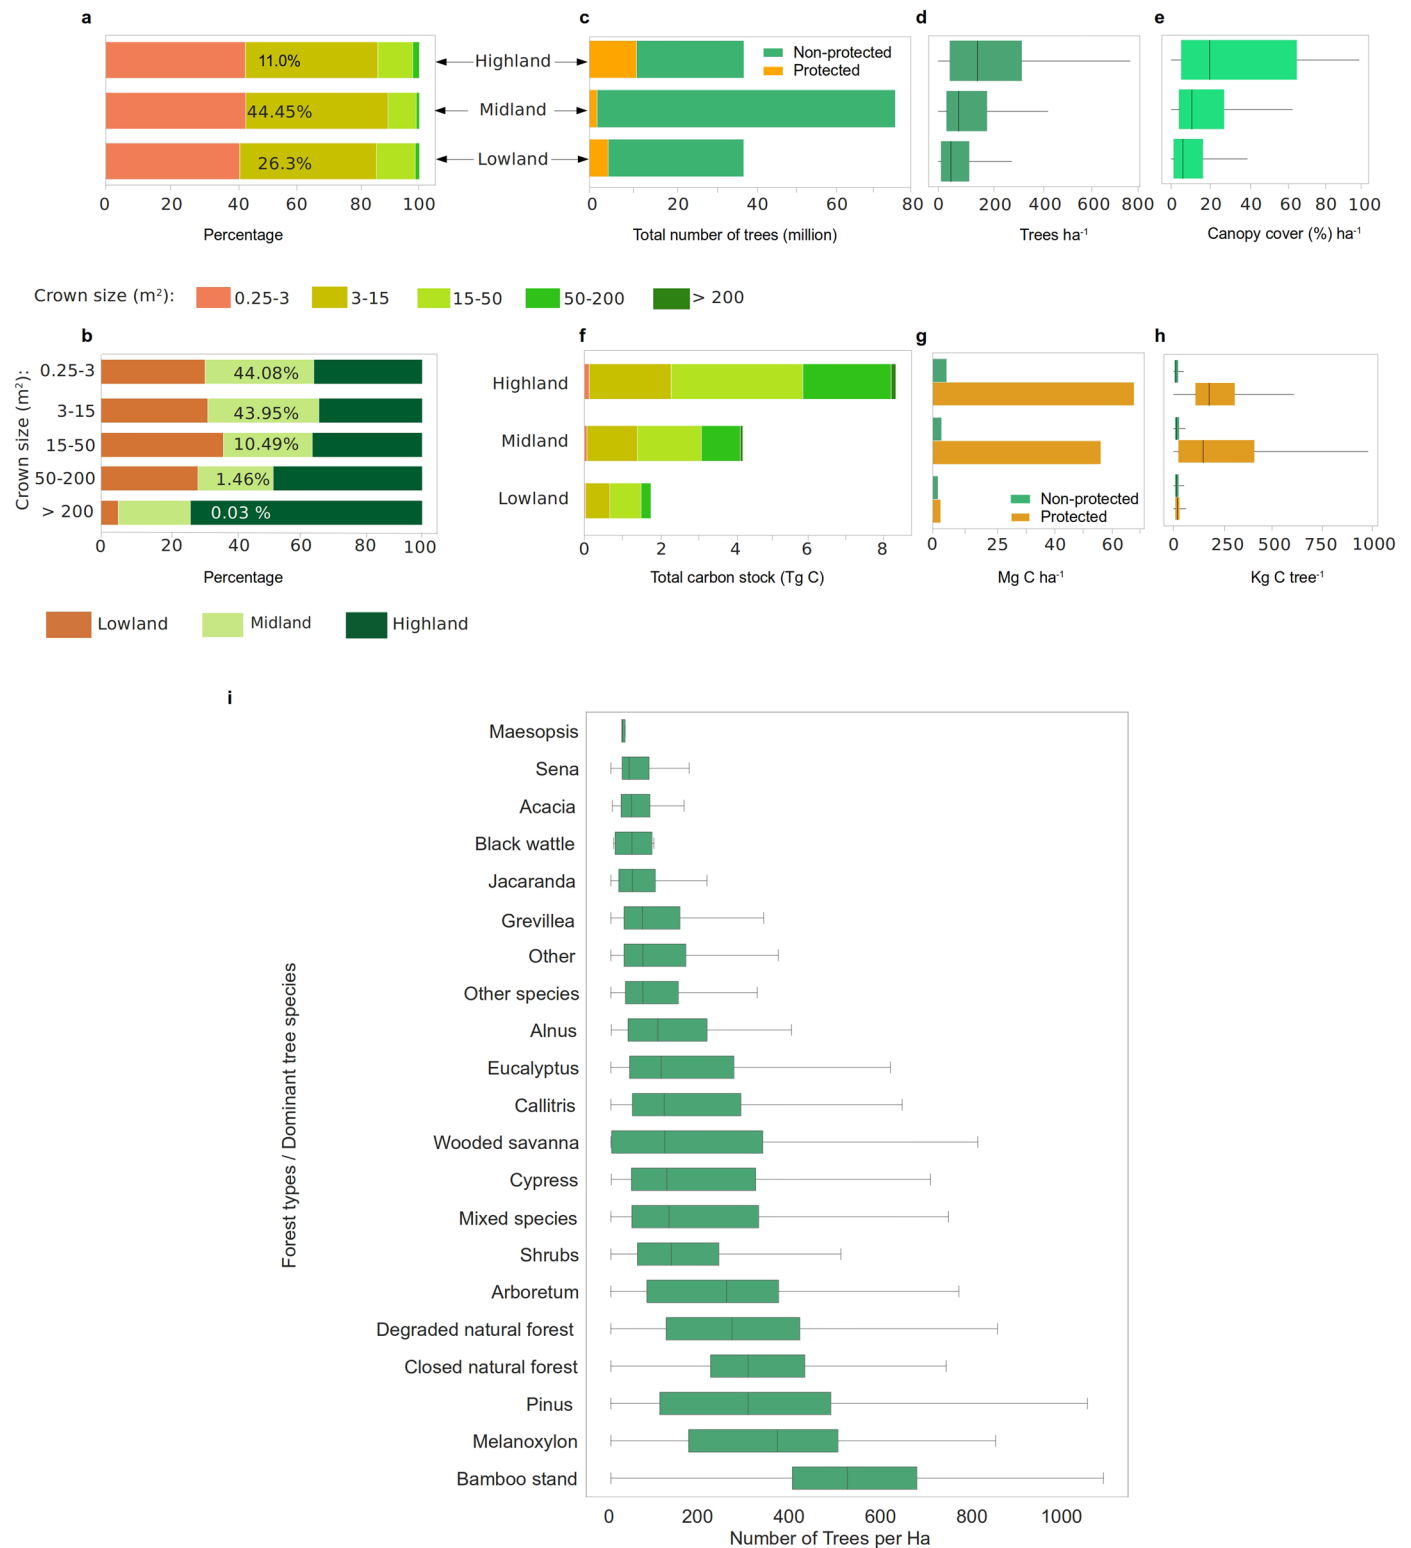 a
c
d
e
11.0%
44.45%
26.3%
0 20 40 60 80 100
Percentage
Highland
Midland
Lowland
Non-protected
Protected
0 20 40 60 80
Total number of trees (million)
0 200 400 600 800
Trees ha-1
0 20 40 60 80 100
Canopy cover (%) ha-1
Crown size (m²): 0.25-3 3-15 15-50 50-200 > 200
b
f
g
h
Crown size (m²):
0.25-3
3-15
15-50
50-200
> 200
44.08%
43.95%
10.49%
1.46%
0.03 %
0 20 40 60 80 100
Percentage
Lowland Midland Highland
Highland
Midland
Lowland
0 2 4 6 8
Total carbon stock (Tg C)
Non-protected
Protected
0 25 40 60
Mg C ha-1
0 250 500 750 1000
Kg C tree-1
i
Forest types / Dominant tree species
Maesopsis
Sena
Acacia
Black wattle
Jacaranda
Grevillea
Other
Other species
Alnus
Eucalyptus
Callitris
Wooded savanna
Cypress
Mixed species
Shrubs
Arboretum
Degraded natural forest
Closed natural forest
Pinus
Melanoxylon
Bamboo stand
0 200 400 600 800 1000
Number of Trees per Ha